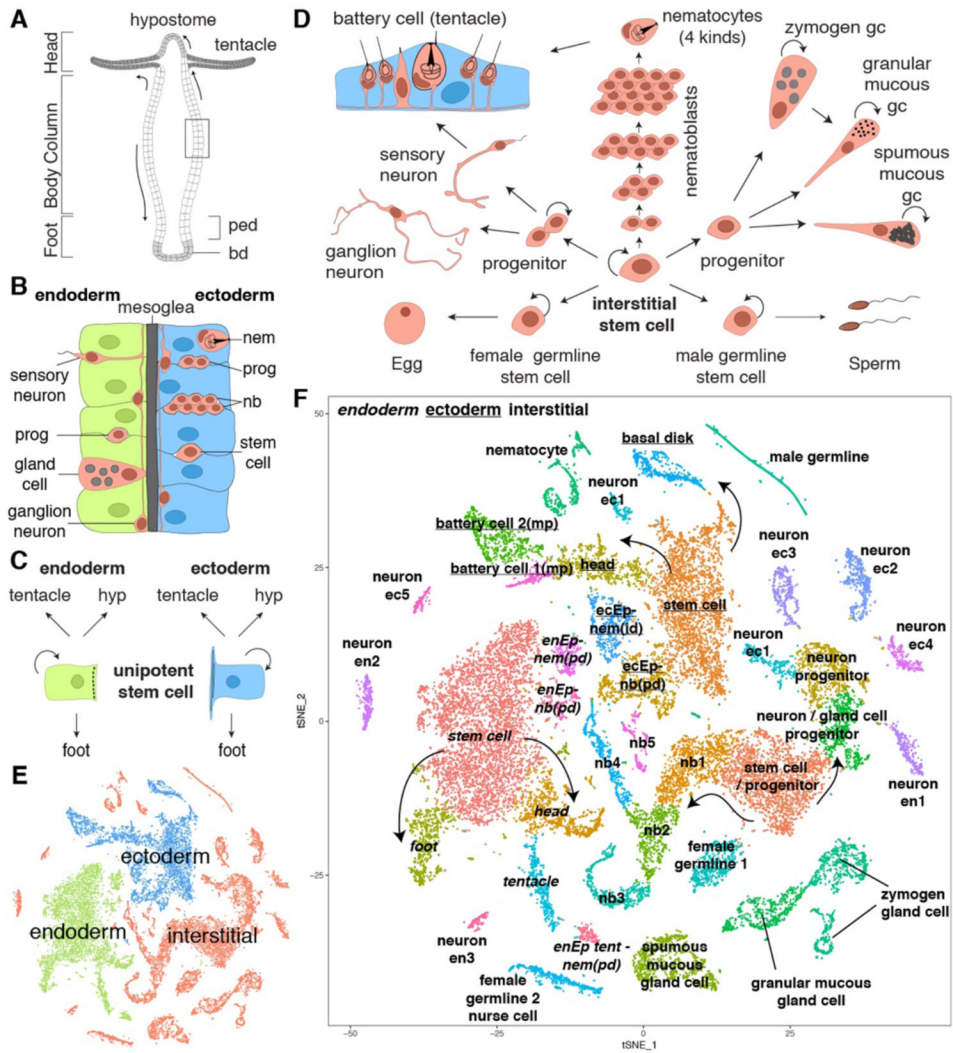 A
hypostome
tentacle
Head
Body Column
Foot
ped
bd
B
endoderm
ectoderm
mesoglea
sensory
neuron
prog
gland
cell
ganglion
neuron
nem
prog
nb
stem
cell
C
endoderm
ectoderm
tentacle
hyp
tentacle
hyp
unipotent
stem cell
foot
foot
D
battery cell (tentacle)
nematocytes
(4 kinds)
zymogen gc
granular
mucous
gc
spumous
mucous
gc
nematoblasts
sensory
neuron
ganglion
neuron
progenitor
progenitor
interstitial
stem cell
Egg
female germline
stem cell
male germline
stem cell
Sperm
E
ectoderm
endoderm
interstitial
F
endoderm ectoderm interstitial
50
25
0
-25
-50
0
25
tSNE_2
tSNE_1
basal disk
male germline
nematocyte
neuron
ec1
battery cell 2(mp)
battery cell 1(mp)
head
neuron
ec5
neuron
ec3
neuron
ec2
stem cell
ecEp-
nem(id)
enEp-
nem(pd)
neuron
en2
neuron
ec1
neuron
ec4
neuron
progenitor
ecEp-
nb(pd)
enEp-
nb(pd)
neuron / gland cell
progenitor
stem cell
nb5
nb4
nb1
stem cell
/ progenitor
neuron
en1
head
foot
nb2
female
germline 1
tentacle
nb3
zymogen
gland cell
neuron
en3
enEp tent -
nem(pd)
spumous
mucous
gland cell
granular mucous
gland cell
female
germline 2
nurse cell